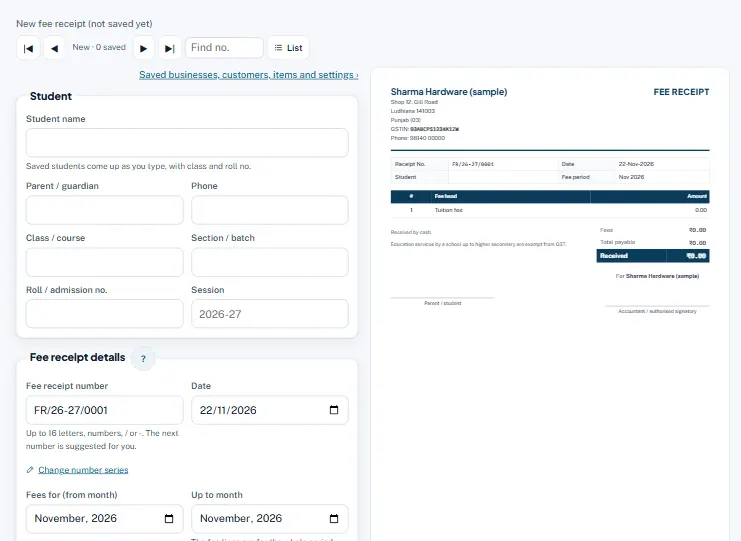 New fee receipt (not saved yet)
New · 0 saved
Find no.
List
Saved businesses, customers, items and settings ›
Student
Student name
Saved students come up as you type, with class and roll no.
Parent / guardian
Phone
Class / course
Section / batch
Roll / admission no.
Session
2026-27
Fee receipt details
?
Fee receipt number
Date
FR/26-27/0001
22/11/2026
Up to 16 letters, numbers, / or -. The next
number is suggested for you.
Change number series
Fees for (from month)
Up to month
November, 2026
November, 2026
Sharma Hardware (sample)
FEE RECEIPT
Shop 12, Gill Road
Ludhiana 141003
Punjab (03)
GSTIN: 03ABCPS1234K1ZW
Phone: 98140 00000
Receipt No.
FR/26-27/0001
Date
22-Nov-2026
Student
Fee period
Nov 2026
#
Fee head
Amount
1
Tuition fee
0.00
Received by cash.
Education services by a school up to higher secondary are exempt from GST.
Fees
₹0.00
Total payable
₹0.00
Received
₹0.00
For Sharma Hardware (sample)
Parent / student
Accountant / authorised signatory